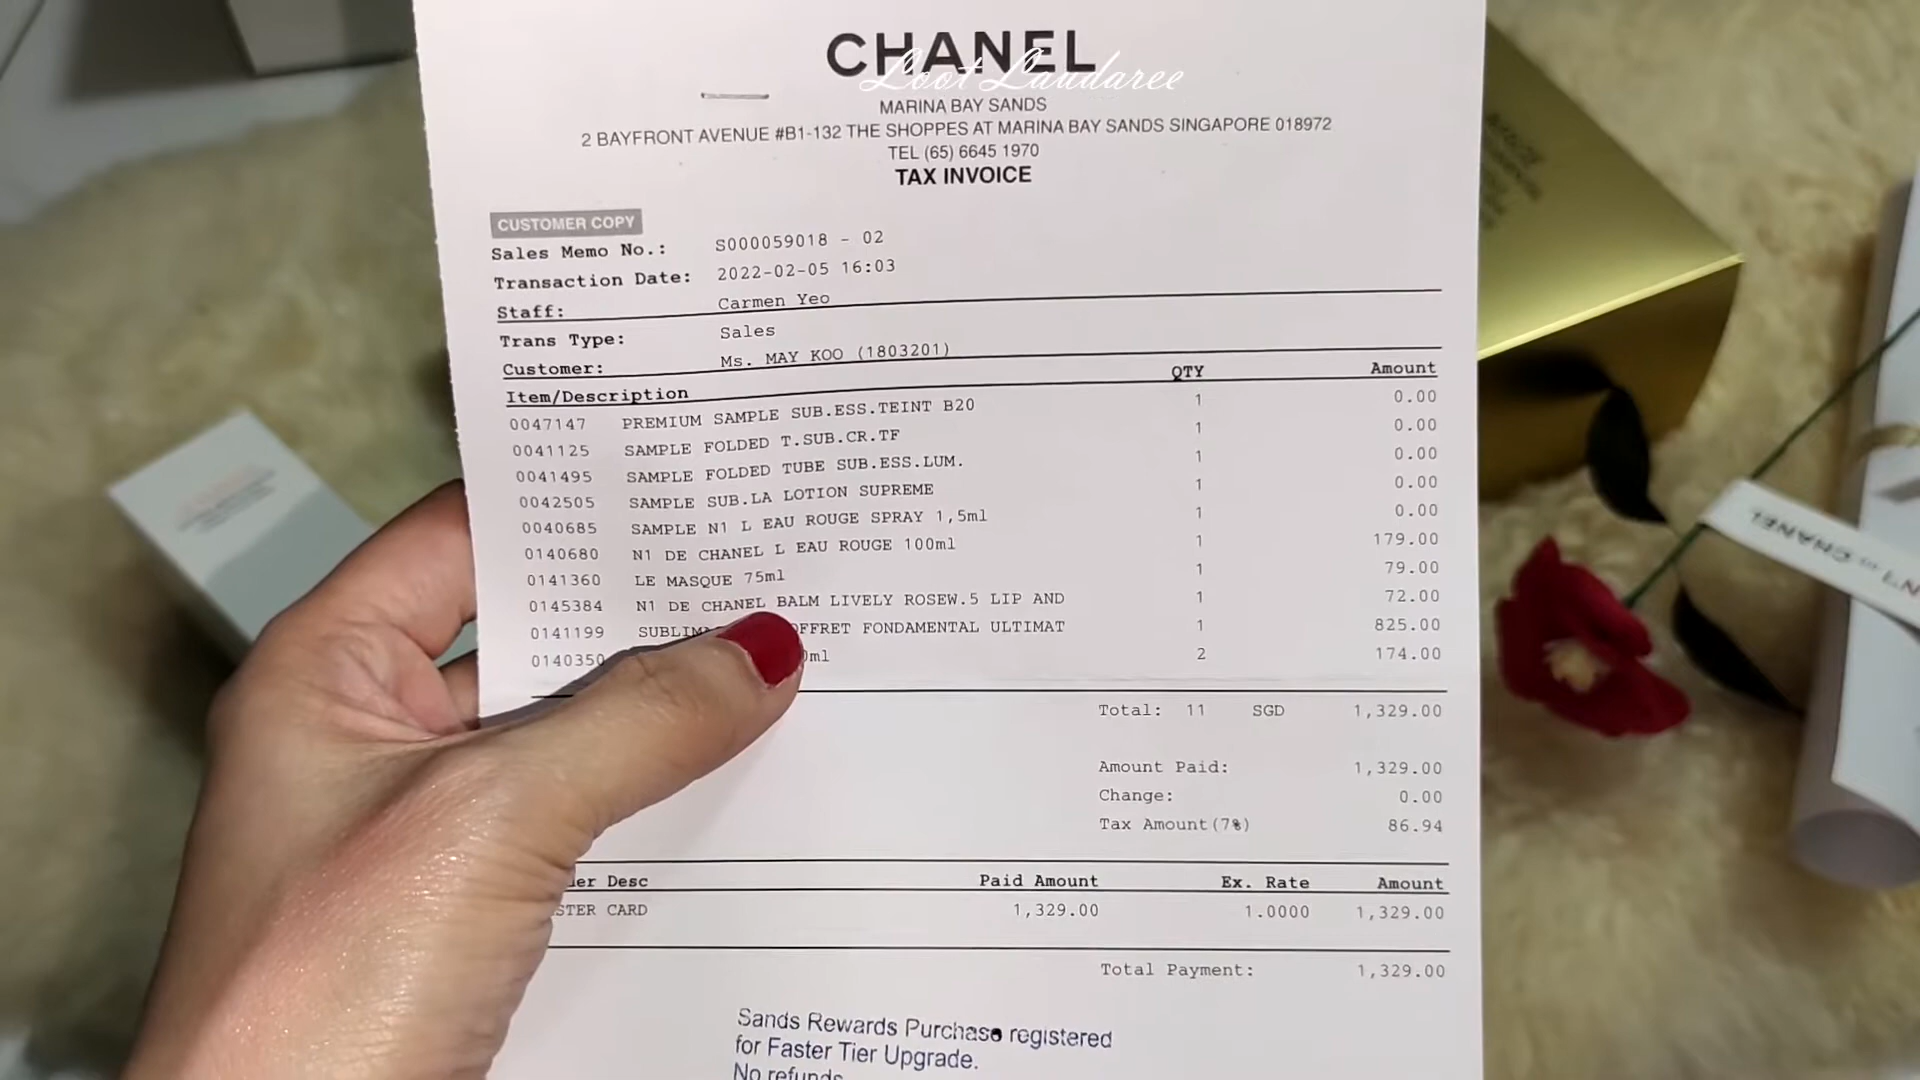 CHANEL
Loot Laudaree
MARINA BAY SANDS
2 BAYFRONT AVENUE #B1-132 THE SHOPPES AT MARINA BAY SANDS SINGAPORE 018972
TEL (65) 6645 1970
TAX INVOICE
CUSTOMER COPY
Sales Memo No.: S000059018 - 02
Transaction Date: 2022-02-05 16:03
Staff: Carmen Yeo
Trans Type: Sales
Customer: Ms. MAY KOO (1803201)
Item/Description QTY Amount
0047147 PREMIUM SAMPLE SUB.ESS.TEINT B20 1 0.00
0041125 SAMPLE FOLDED T.SUB.CR.TF 1 0.00
0041495 SAMPLE FOLDED TUBE SUB.ESS.LUM. 1 0.00
0042505 SAMPLE SUB.LA LOTION SUPREME 1 0.00
0040685 SAMPLE N1 L EAU ROUGE SPRAY 1,5ml 1 0.00
0140680 N1 DE CHANEL L EAU ROUGE 100ml 1 179.00
0141360 LE MASQUE 75ml 1 79.00
0145384 N1 DE CHANEL BALM LIVELY ROSEW.5 LIP AND 1 72.00
0141199 FONDAMENTAL ULTIMAT 1 825.00
0140350 0ml 2 174.00
Total: 11 SGD 1,329.00
Amount Paid: 1,329.00
Change: 0.00
Tax Amount(7%) 86.94
Desc Paid Amount Ex. Rate Amount
CARD 1,329.00 1.0000 1,329.00
Total Payment: 1,329.00
Sands Rewards Purchase registered
for Faster Tier Upgrade.
No refunds
CHANEL